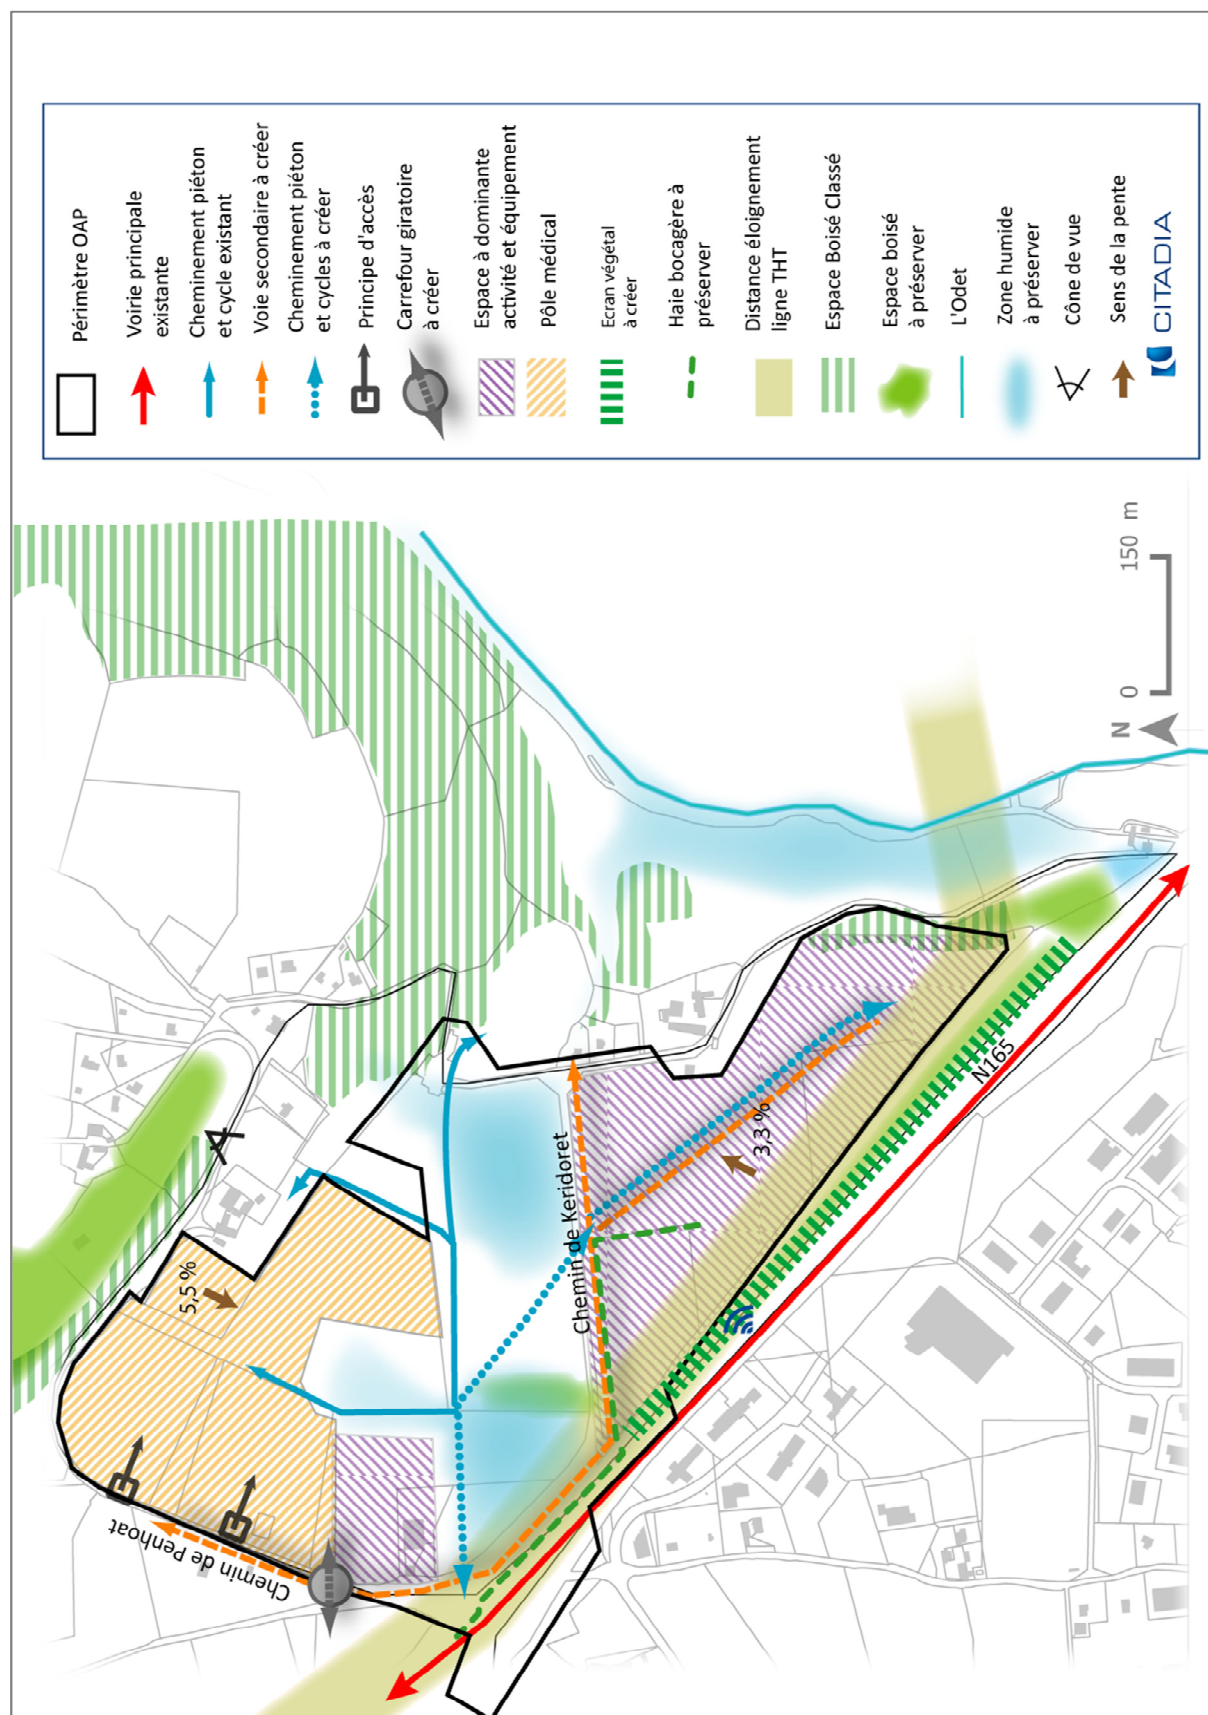 Périmètre OAP
Voirie principale
existante
Cheminement piéton
et cycle existant
Voie secondaire à créer
Cheminement piéton
et cycles à créer
Principe d'accès
Carrefour giratoire
à créer
Espace à dominante
activité et équipement
Pôle médical
Ecran végétal
à créer
Haie bocagère à
préserver
Distance éloignement
ligne THT
Espace Boisé Classé
Espace boisé
à préserver
L'Odet
Zone humide
à préserver
Cône de vue
Sens de la pente
CITADIA
Chemin de Penhoat
5,5 %
Chemin de Keridoret
3,3 %
N165
N
0 150 m